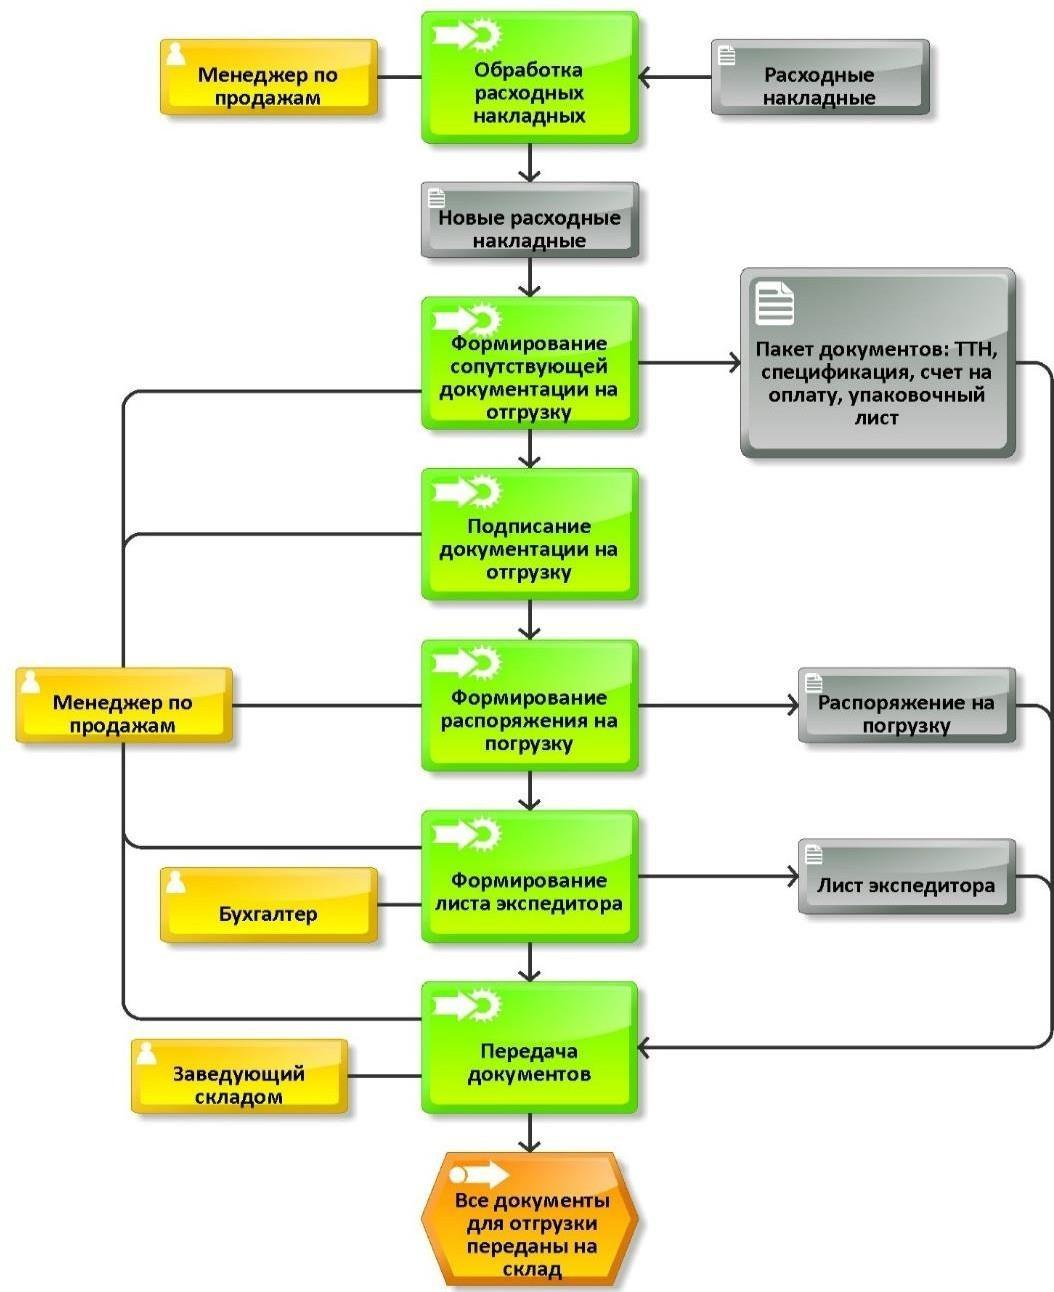 Менеджер по
продажам
Обработка
расходных
накладных
Расходные
накладные
Новые расходные
накладные
Формирование
сопутствующей
документации на
отгрузку
Пакет документов: ТТН,
спецификация, счет на
оплату, упаковочный
лист
Подписание
документации на
отгрузку
Менеджер по
продажам
Формирование
распоряжения на
погрузку
Распоряжение на
погрузку
Формирование
листа экспедитора
Лист экспедитора
Бухгалтер
Передача
документов
Заведующий
складом
Все документы
для отгрузки
переданы на
склад